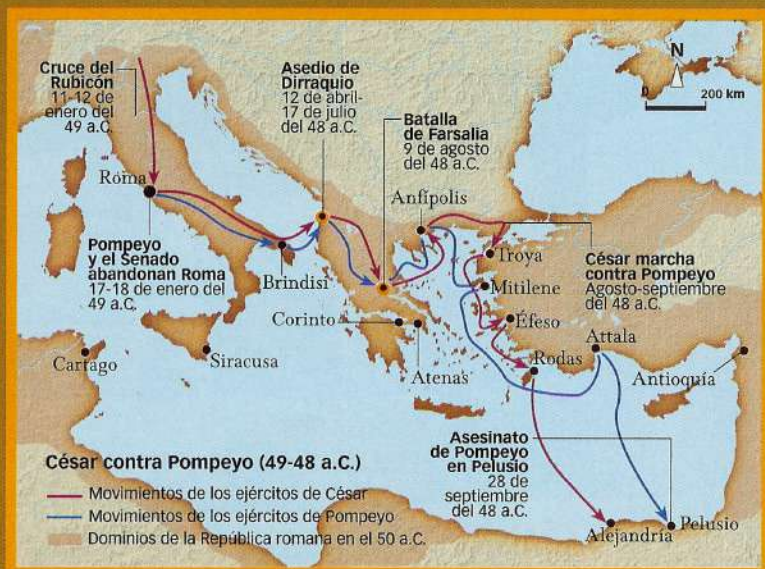 Cruce del
Rubicón
11-12 de
enero del
49 a.C.
Asedio de
Dirraquio
12 de abril-
17 de julio
del 48 a.C.
Batalla
de Farsalia
9 de agosto
del 48 a.C.
N
0 200 km
Roma
Anfípolis
Pompeyo
y el Senado
abandonan Roma
17-18 de enero del
49 a.C.
Brindisi
Troya
Mitilene
César marcha
contra Pompeyo
Agosto-septiembre
del 48 a.C.
Corinto
Éfeso
Attala
Cartago
Siracusa
Atenas
Rodas
Antioquía
Asesinato
de Pompeyo
en Pelusio
28 de
septiembre
del 48 a.C.
Alejandría
Pelusio
César contra Pompeyo (49-48 a.C.)
Movimientos de los ejércitos de César
Movimientos de los ejércitos de Pompeyo
Dominios de la República romana en el 50 a.C.